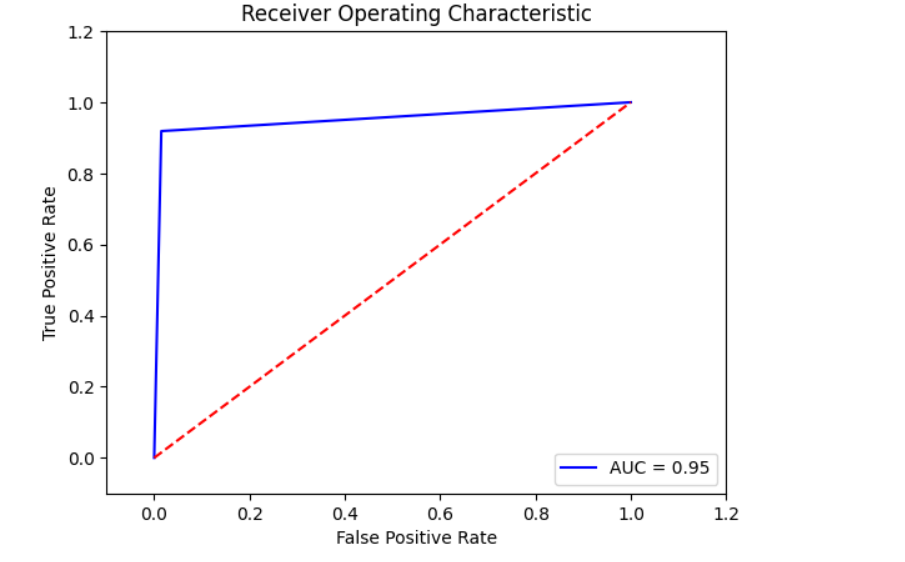 Receiver Operating Characteristic
1.2
1.0
0.8
0.6
0.4
0.2
0.0
True Positive Rate
AUC = 0.95
0.0 0.2 0.4 0.6 0.8 1.0 1.2
False Positive Rate